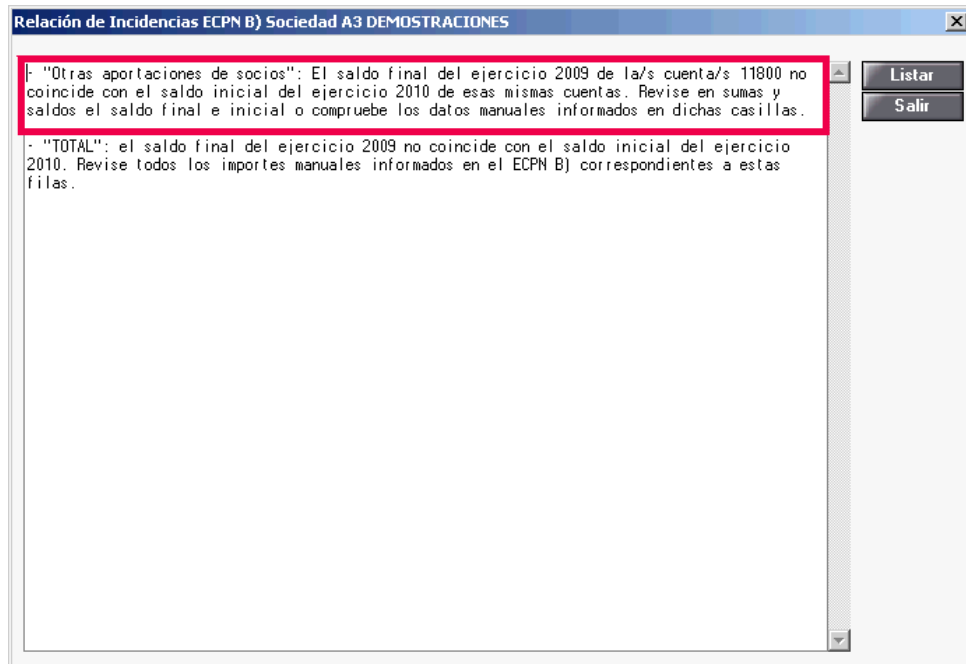 Relación de Incidencias ECPN B) Sociedad A3 DEMOSTRACIONES
- "Otras aportaciones de socios": El saldo final del ejercicio 2009 de la/s cuenta/s 11800 no
coincide con el saldo inicial del ejercicio 2010 de esas mismas cuentas. Revise en sumas y
saldos el saldo final e inicial o compruebe los datos manuales informados en dichas casillas.
- "TOTAL": el saldo final del ejercicio 2009 no coincide con el saldo inicial del ejercicio
2010. Revise todos los importes manuales informados en el ECPN B) correspondientes a estas
filas.
Listar
Salir